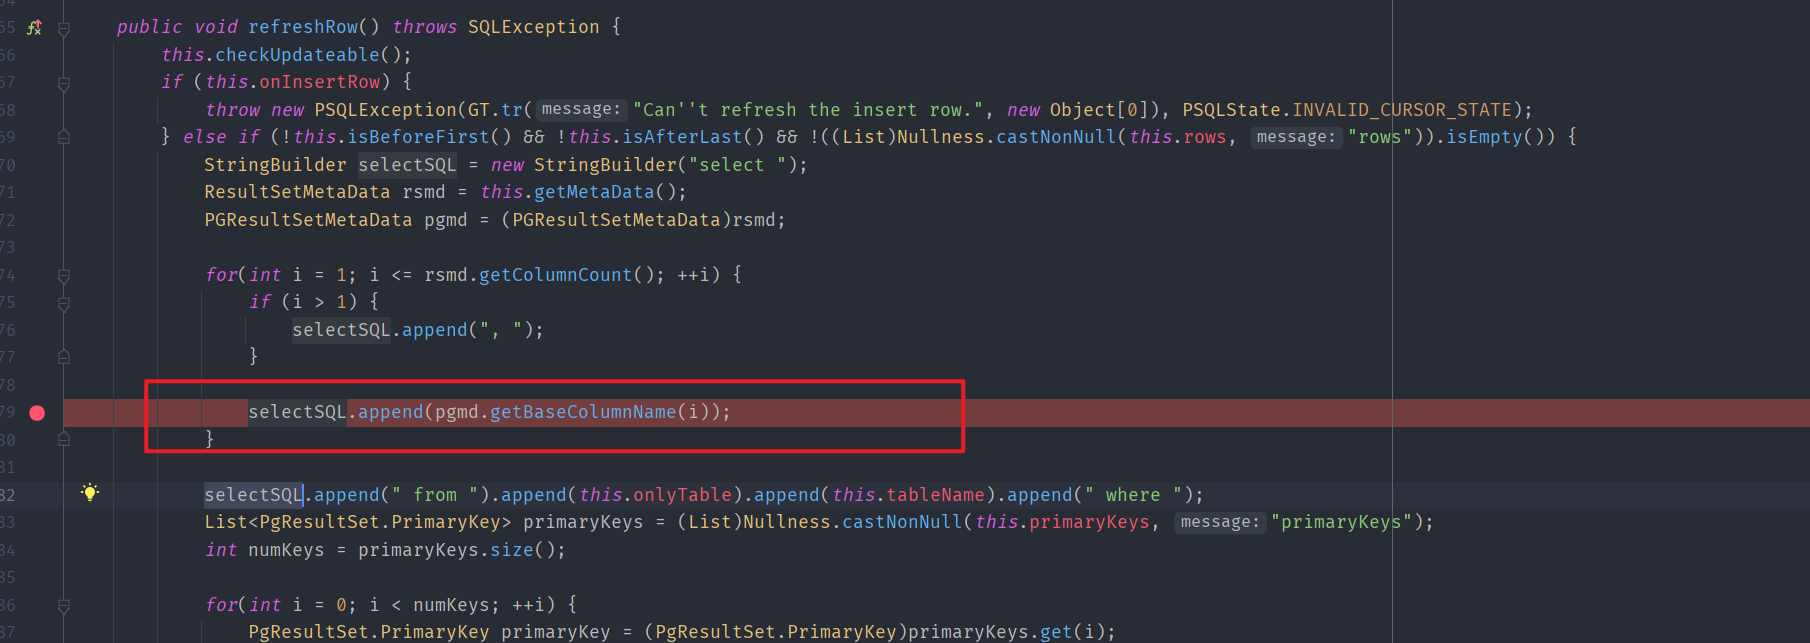 64
65 public void refreshRow() throws SQLException {
66 this.checkUpdateable();
67 if (this.onInsertRow) {
68 throw new PSQLException(GT.tr( message: "Can''t refresh the insert row.", new Object[0]), PSQLState.INVALID_CURSOR_STATE);
69 } else if (!this.isBeforeFirst() && !this.isAfterLast() && !((List)Nullness.castNonNull(this.rows, message: "rows")).isEmpty()) {
70 StringBuilder selectSQL = new StringBuilder("select ");
71 ResultSetMetaData rsmd = this.getMetaData();
72 PGResultSetMetaData pgmd = (PGResultSetMetaData)rsmd;
73
74 for(int i = 1; i <= rsmd.getColumnCount(); ++i) {
75 if (i > 1) {
76 selectSQL.append(", ");
77 }
78
79 selectSQL.append(pgmd.getBaseColumnName(i));
80 }
81
82 selectSQL.append(" from ").append(this.onlyTable).append(this.tableName).append(" where ");
83 List<PgResultSet.PrimaryKey> primaryKeys = (List)Nullness.castNonNull(this.primaryKeys, message: "primaryKeys");
84 int numKeys = primaryKeys.size();
85
86 for(int i = 0; i < numKeys; ++i) {
87 PgResultSet.PrimaryKey primaryKey = (PgResultSet.PrimaryKey)primaryKeys.get(i);